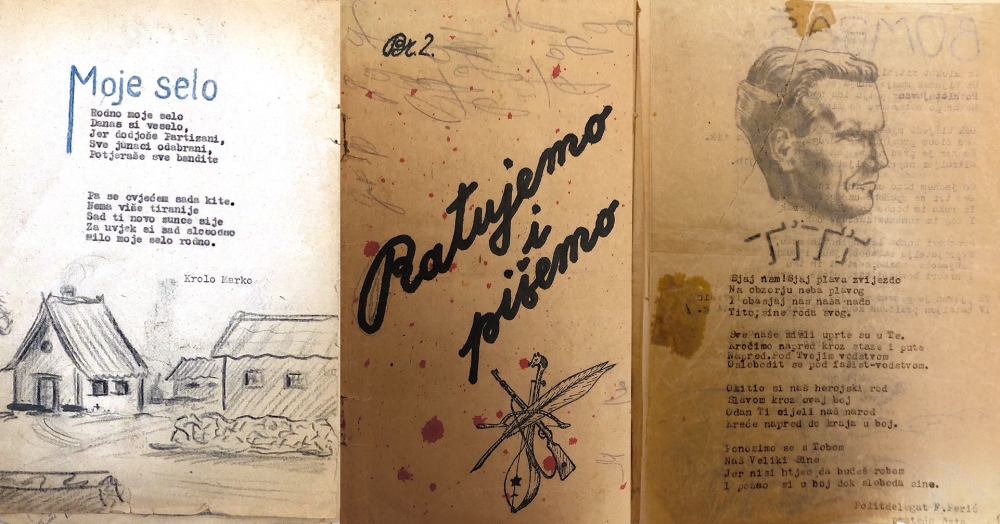 Moje selo
Rodno moje selo
Danas si veselo,
Jer dodjoše Partizani,
Sve junaci odabrani,
Potjeraše sve bandite
Pa se cvjećem sada kite.
Nema više tiranije
Sad ti novo sunce sije
Za uvjek si sad slobodno
Milo moje selo rodno.
Krolo Marko
Br. 2.
Ratujemo
i
pišemo
Sjaj nam!Sjaj plava zvijezdo
Na obzorju neba plavog
I obasjaj nas naša nado
Tito,sine roda svog.
Sve naše misli uprte su u Te.
Kročimo napred kroz staze i pute
Napred.Pod Tvojim vodstvom
Oslobodit se pod fašist-vodstvom.
Okitio si naš herojski rod
Slavom kroz ovaj boj
Odan Ti cijeli naš narod
Kreće napred do kraja u boj.
Ponosimo se s Tobom
Naš Veliki Sine
Jer nisi htjeo da budeš robom
I pošao si u boj dok sloboda sine.
Politdelegat F.Perić